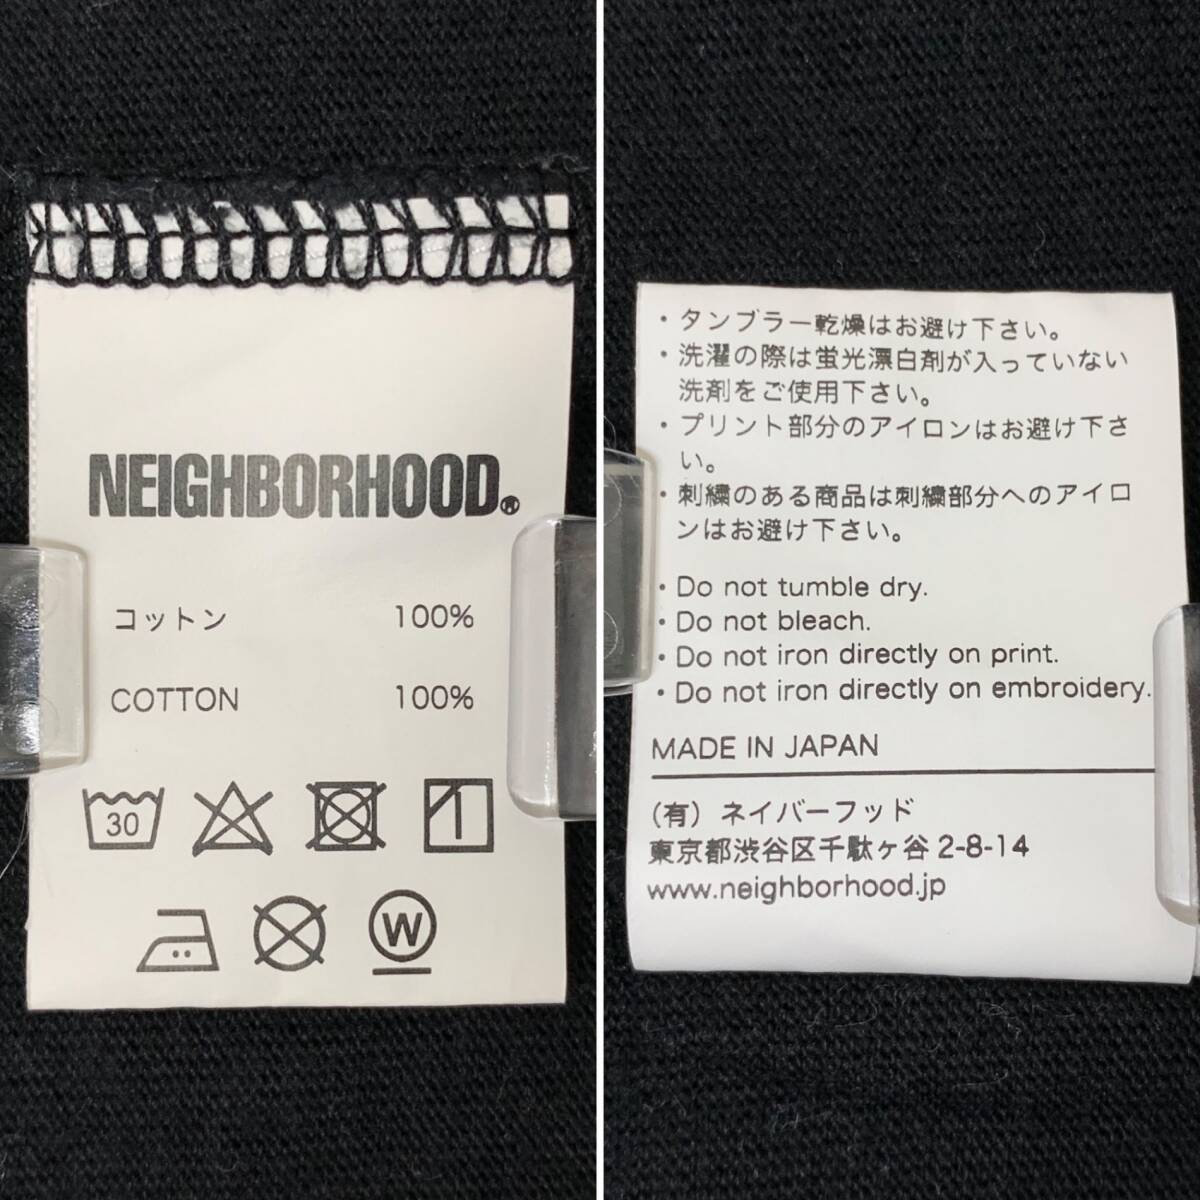 NEIGHBORHOOD®
コットン 100%
COTTON 100%
30
W
・タンブラー乾燥はお避け下さい。
・洗濯の際は蛍光漂白剤が入っていない
洗剤をご使用下さい。
・プリント部分のアイロンはお避け下さ
い。
・刺繍のある商品は刺繍部分へのアイロ
ンはお避け下さい。
・Do not tumble dry.
・Do not bleach.
・Do not iron directly on print.
・Do not iron directly on embroidery.
MADE IN JAPAN
（有）ネイバーフッド
東京都渋谷区千駄ヶ谷 2-8-14
www.neighborhood.jp